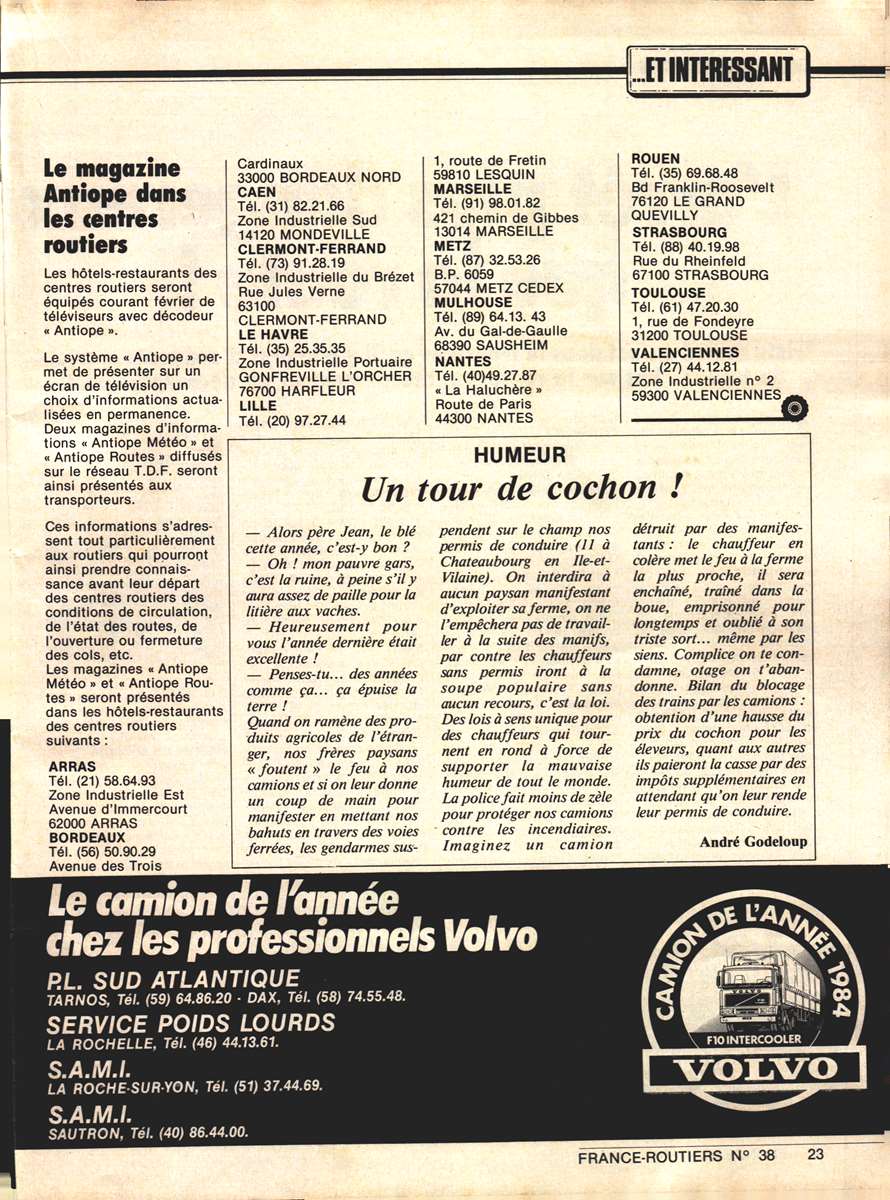 ...ET INTERESSANT
Le magazine
Antiope dans
les centres
routiers
Les hôtels-restaurants des
centres routiers seront
équipés courant février de
téléviseurs avec décodeur
« Antiope ».
Le système « Antiope » per-
met de présenter sur un
écran de télévision un
choix d'informations actua-
lisées en permanence.
Deux magazines d'informa-
tions « Antiope Météo » et
« Antiope Routes » diffusés
sur le réseau T.D.F. seront
ainsi présentés aux
transporteurs.
Ces informations s'adres-
sent tout particulièrement
aux routiers qui pourront
ainsi prendre connais-
sance avant leur départ
des centres routiers des
conditions de circulation,
de l'état des routes, de
l'ouverture ou fermeture
des cols, etc.
Les magazines « Antiope
Météo » et « Antiope Rou-
tes » seront présentés
dans les hôtels-restaurants
des centres routiers
suivants :
ARRAS
Tél. (21) 58.64.93
Zone Industrielle Est
Avenue d'Immercourt
62000 ARRAS
BORDEAUX
Tél. (56) 50.90.29
Avenue des Trois
Cardinaux
33000 BORDEAUX NORD
CAEN
Tél. (31) 82.21.66
Zone Industrielle Sud
14120 MONDEVILLE
CLERMONT-FERRAND
Tél. (73) 91.28.19
Zone Industrielle du Brézet
Rue Jules Verne
63100
CLERMONT-FERRAND
LE HAVRE
Tél. (35) 25.35.35
Zone Industrielle Portuaire
GONFREVILLE L'ORCHER
76700 HARFLEUR
LILLE
Tél. (20) 97.27.44
1, route de Fretin
59810 LESQUIN
MARSEILLE
Tél. (91) 98.01.82
421 chemin de Gibbes
13014 MARSEILLE
METZ
Tél. (87) 32.53.26
B.P. 6059
57044 METZ CEDEX
MULHOUSE
Tél. (89) 64.13. 43
Av. du Gal-de-Gaulle
68390 SAUSHEIM
NANTES
Tél. (40)49.27.87
« La Haluchère »
Route de Paris
44300 NANTES
ROUEN
Tél. (35) 69.68.48
Bd Franklin-Roosevelt
76120 LE GRAND
QUEVILLY
STRASBOURG
Tél. (88) 40.19.98
Rue du Rheinfeld
67100 STRASBOURG
TOULOUSE
Tél. (61) 47.20.30
1, rue de Fondeyre
31200 TOULOUSE
VALENCIENNES
Tél. (27) 44.12.81
Zone Industrielle n° 2
59300 VALENCIENNES
HUMEUR
Un tour de cochon !
— Alors père Jean, le blé
cette année, c'est-y bon ?
— Oh ! mon pauvre gars,
c'est la ruine, à peine s'il y
aura assez de paille pour la
litière aux vaches.
— Heureusement pour
vous l'année dernière était
excellente !
— Penses-tu... des années
comme ça... ça épuise la
terre !
Quand on ramène des pro-
duits agricoles de l'étran-
ger, nos frères paysans
« foutent » le feu à nos
camions et si on leur donne
un coup de main pour
manifester en mettant nos
bahuts en travers des voies
ferrées, les gendarmes sus-
pendent sur le champ nos
permis de conduire (11 à
Chateaubourg en Ile-et-
Vilaine). On interdira à
aucun paysan manifestant
d'exploiter sa ferme, on ne
l'empêchera pas de travail-
ler à la suite des manifs,
par contre les chauffeurs
sans permis iront à la
soupe populaire sans
aucun recours, c'est la loi.
Des lois à sens unique pour
des chauffeurs qui tour-
nent en rond à force de
supporter la mauvaise
humeur de tout le monde.
La police fait moins de zèle
pour protéger nos camions
contre les incendiaires.
Imaginez un camion
détruit par des manifes-
tants : le chauffeur en
colère met le feu à la ferme
la plus proche, il sera
enchaîné, traîné dans la
boue, emprisonné pour
longtemps et oublié à son
triste sort... même par les
siens. Complice on te con-
damne, otage on t'aban-
donne. Bilan du blocage
des trains par les camions :
obtention d'une hausse du
prix du cochon pour les
éleveurs, quant aux autres
ils paieront la casse par des
impôts supplémentaires en
attendant qu'on leur rende
leur permis de conduire.
André Godeloup
Le camion de l'année
chez les professionnels Volvo
P.L. SUD ATLANTIQUE
TARNOS, Tél. (59) 64.86.20 - DAX, Tél. (58) 74.55.48.
SERVICE POIDS LOURDS
LA ROCHELLE, Tél. (46) 44.13.61.
S.A.M.I.
LA ROCHE-SUR-YON, Tél. (51) 37.44.69.
S.A.M.I.
SAUTRON, Tél. (40) 86.44.00.
CAMION DE L'ANNÉE 1984
VOLVO
F10 INTERCOOLER
VOLVO
FRANCE-ROUTIERS N° 38 23